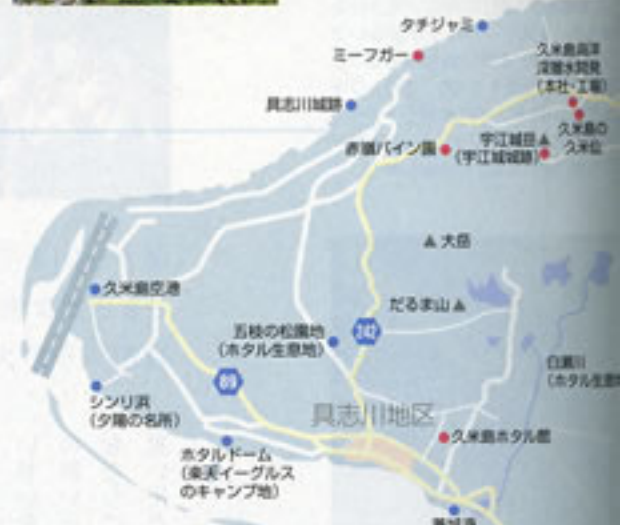 タチジャミ
ミーフガー
久米島海洋
深層水開発
(本社・工場)
具志川城跡
久米島の
久米仙
赤嶺パイン園
宇江城岳
(宇江城城跡)
大岳
久米島空港
だるま山
五枝の松園地
(ホタル生息地)
242
白瀬川
(ホタル生息
89
シンリ浜
(夕陽の名所)
具志川地区
久米島ホタル館
ホタルドーム
(楽天イーグルス
のキャンプ地)